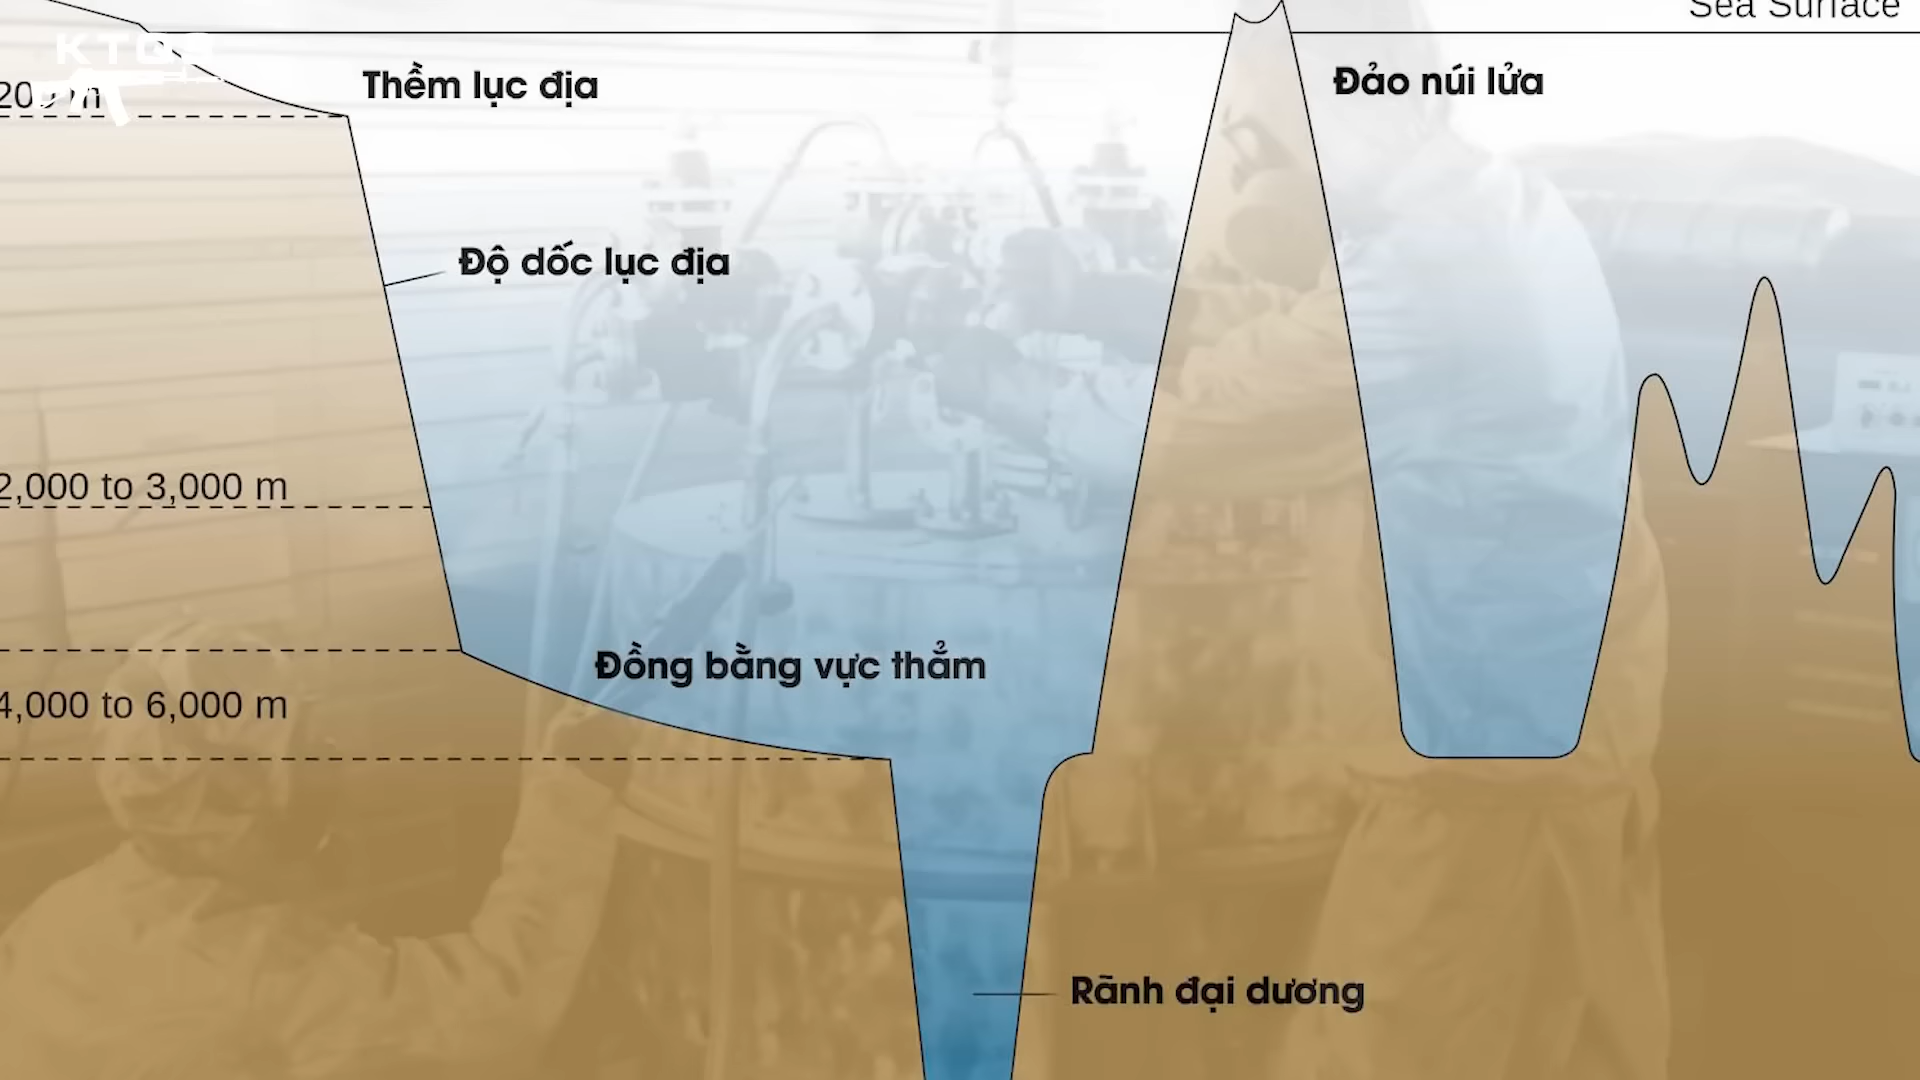 Sea Surface
KTQS
Thềm lục địa
Đảo núi lửa
Độ dốc lục địa
2,000 to 3,000 m
Đồng bằng vực thẳm
4,000 to 6,000 m
Rãnh đại dương